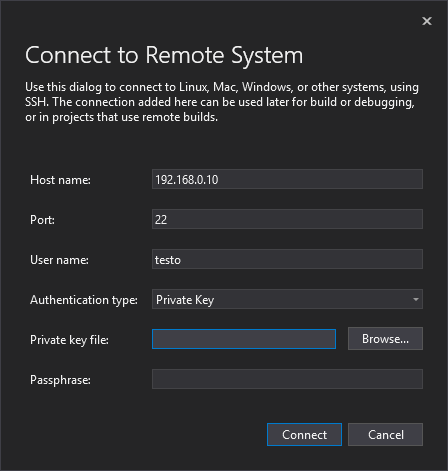 Connect to Remote System
Use this dialog to connect to Linux, Mac, Windows, or other systems, using
SSH. The connection added here can be used later for build or debugging,
or in projects that use remote builds.
Host name: 192.168.0.10
Port: 22
User name: testo
Authentication type: Private Key
Private key file: Browse...
Passphrase:
Connect Cancel